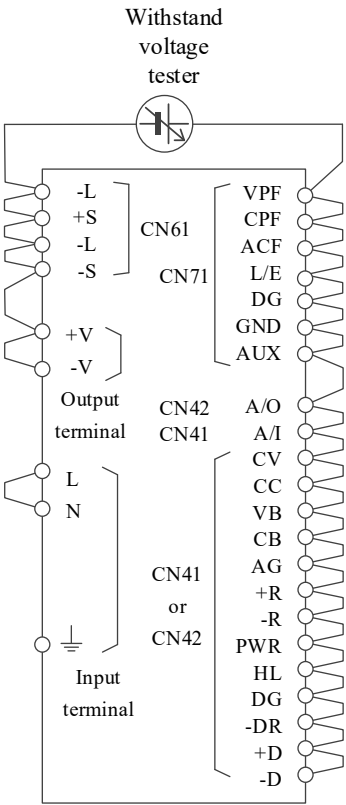 Withstand
voltage
tester
-L
+S
-L
-S
CN61
+V
-V
Output
terminal
L
N
Input
terminal
CN71
VPF
CPF
ACF
L/E
DG
GND
AUX
CN42 A/O
CN41 A/I
CN41
or
CN42
CV
CC
VB
CB
AG
+R
-R
PWR
HL
DG
-DR
+D
-D